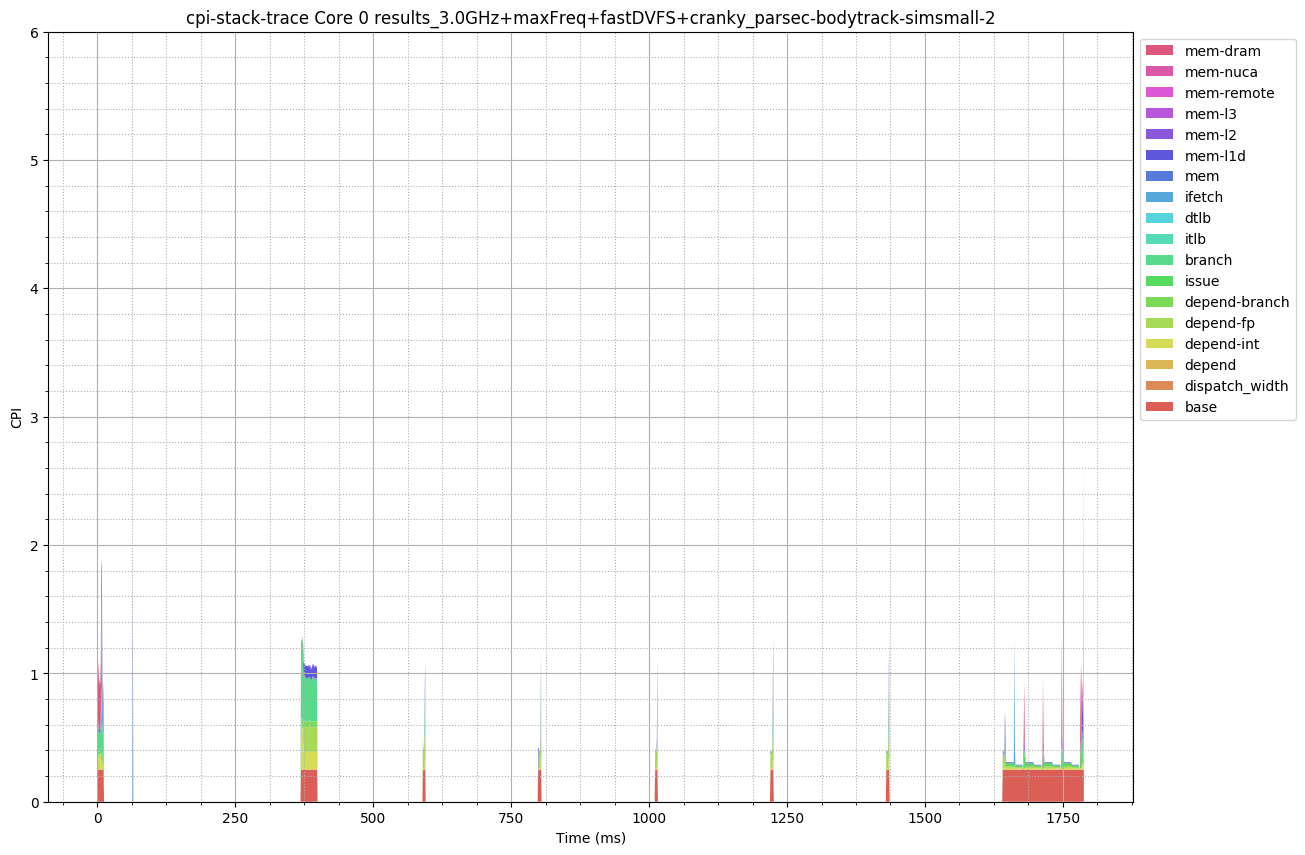 cpi-stack-trace Core 0 results_3.0GHz+maxFreq+fastDVFS+cranky_parsec-bodytrack-simsmall-2
6
5
4
3
2
1
0
CPI
0 250 500 750 1000 1250 1500 1750
Time (ms)
mem-dram
mem-nuca
mem-remote
mem-l3
mem-l2
mem-l1d
mem
ifetch
dtlb
itlb
branch
issue
depend-branch
depend-fp
depend-int
depend
dispatch_width
base